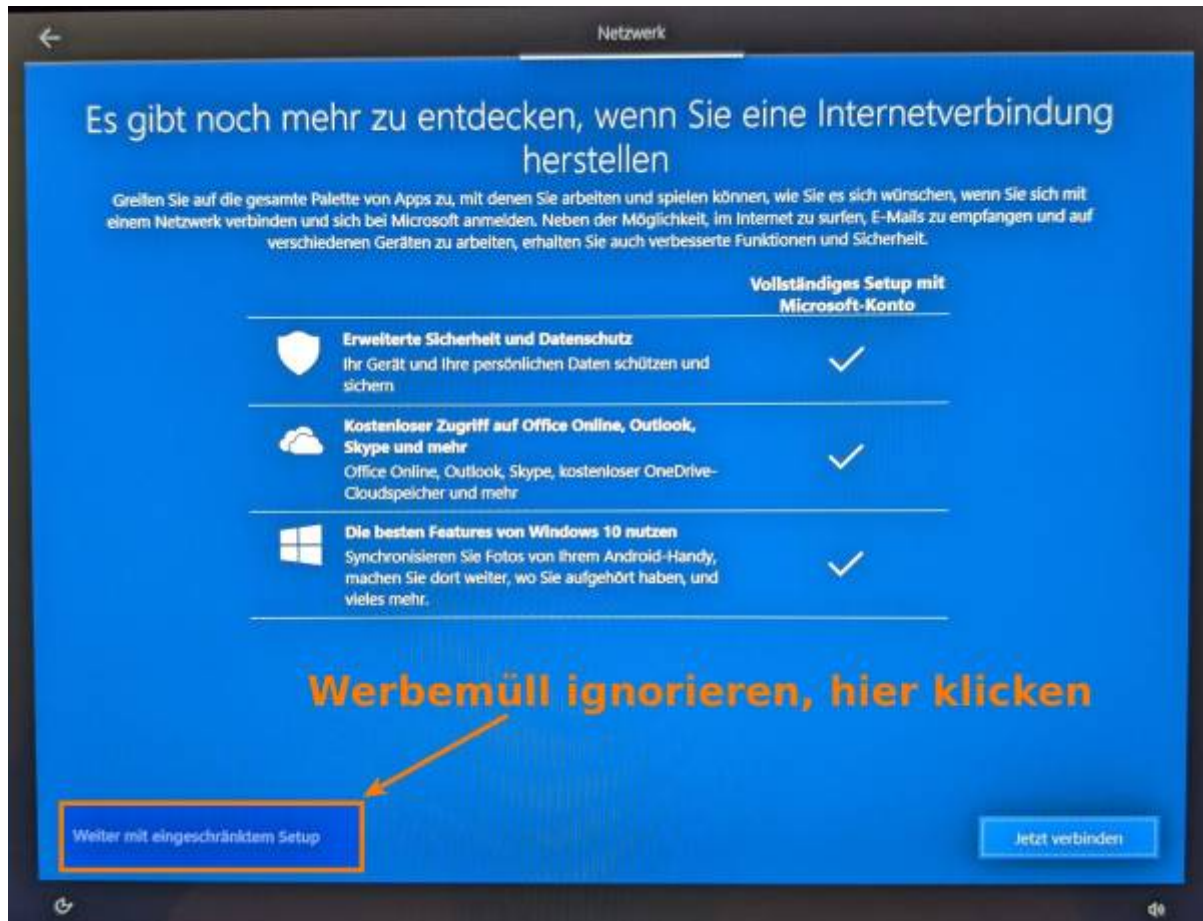 Netzwerk
Es gibt noch mehr zu entdecken, wenn Sie eine Internetverbindung
herstellen
Greifen Sie auf die gesamte Palette von Apps zu, mit denen Sie arbeiten und spielen können, wie Sie es sich wünschen, wenn Sie sich mit
einem Netzwerk verbinden und sich bei Microsoft anmelden. Neben der Möglichkeit, im Internet zu surfen, E-Mails zu empfangen und auf
verschiedenen Geräten zu arbeiten, erhalten Sie auch verbesserte Funktionen und Sicherheit.
Vollständiges Setup mit
Microsoft-Konto
Erweiterte Sicherheit und Datenschutz
Ihr Gerät und Ihre persönlichen Daten schützen und
sichern
Kostenloser Zugriff auf Office Online, Outlook,
Skype und mehr
Office Online, Outlook, Skype, kostenloser OneDrive-
Cloudspeicher und mehr
Die besten Features von Windows 10 nutzen
Synchronisieren Sie Fotos von Ihrem Android-Handy,
machen Sie dort weiter, wo Sie aufgehört haben, und
vieles mehr.
Werbemüll ignorieren, hier klicken
Weiter mit eingeschränktem Setup
Jetzt verbinden